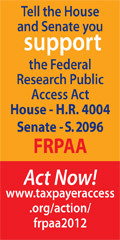 Tell the House
and Senate you
support
the Federal
Research Public
Access Act
House - H.R. 4004
Senate - S. 2096
FRPAA
Act Now!
www.taxpayeraccess
.org/action/
frpaa2012